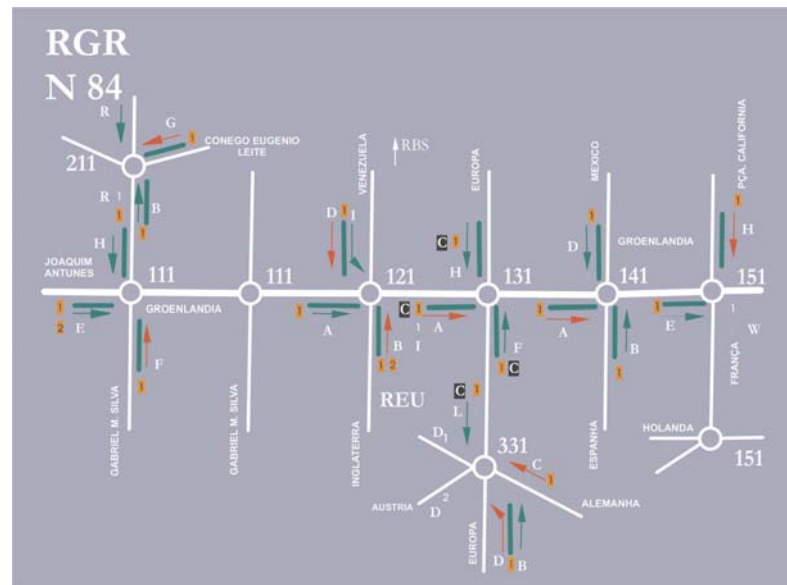 RGR
N 84
R
G
1
CONEGO EUGENIO
LEITE
211
R 1
1
B
1
VENEZUELA
RBS
EUROPA
MEXICO
PÇA. CALIFORNIA
1
D
I
C
1
H
1
D
GROENLANDIA
1
H
H
JOAQUIM
ANTUNES
111
111
121
131
141
151
GROENLANDIA
1
2
E
F
1
1
A
C
1
B
1
2
A
1
I
F
1
C
1
A
B
1
1
E
1
W
GABRIEL M. SILVA
GABRIEL M. SILVA
INGLATERRA
REU
C
1
L
ESPANHA
FRANÇA
HOLANDA
151
D1
331
C
1
AUSTRIA
D
2
ALEMANHA
EUROPA
D
1
B